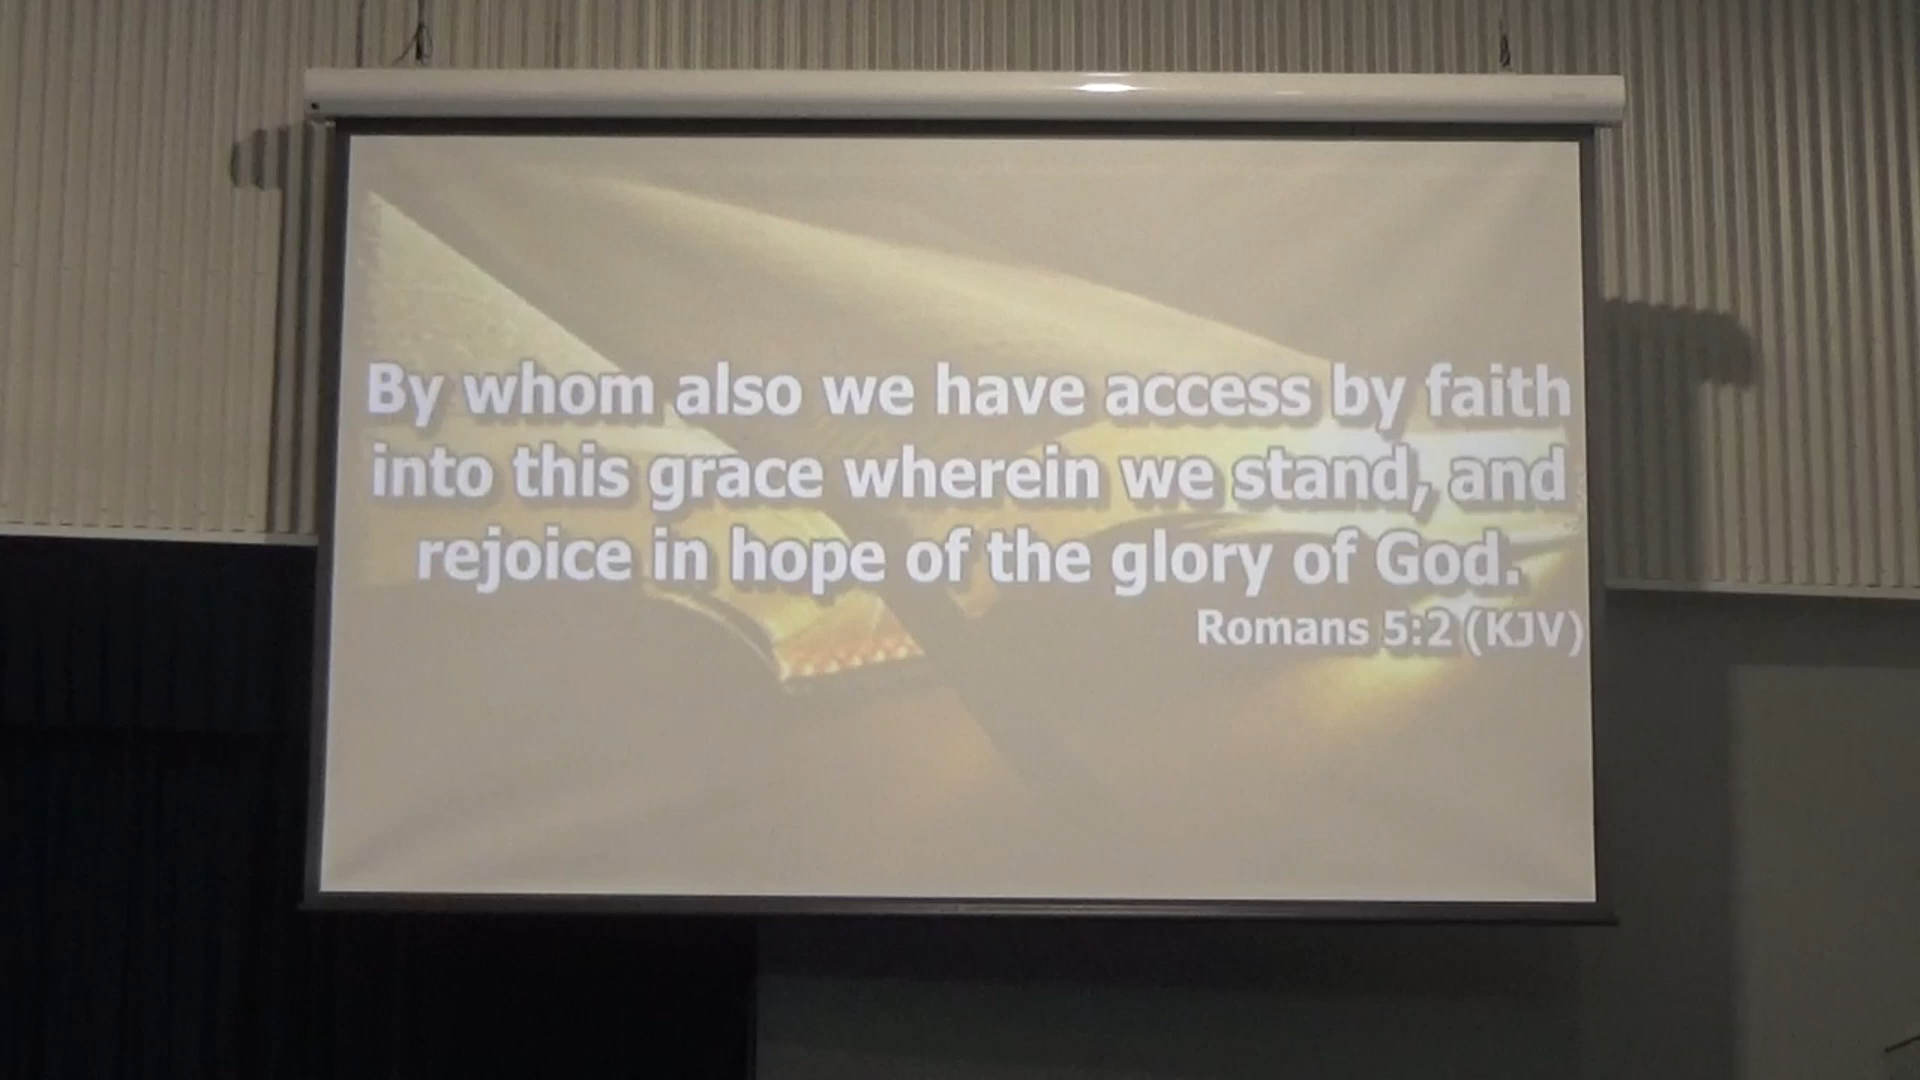 By whom also we have access by faith
into this grace wherein we stand, and
rejoice in hope of the glory of God.
Romans 5:2 (KJV)